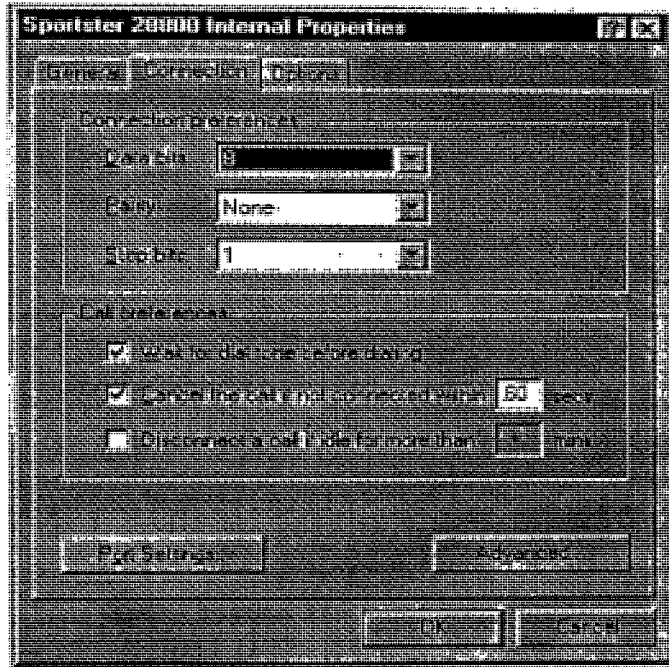 Sportster 28800 Internal Properties
General Connection Options
Connection preferences
Data bits: 8
Parity: None
Stop bits: 1
Call preferences
Wait for dial tone before dialing
Cancel the call if not connected within 60 secs
Disconnect a call if idle for more than mins
Port Settings... Advanced...
OK Cancel